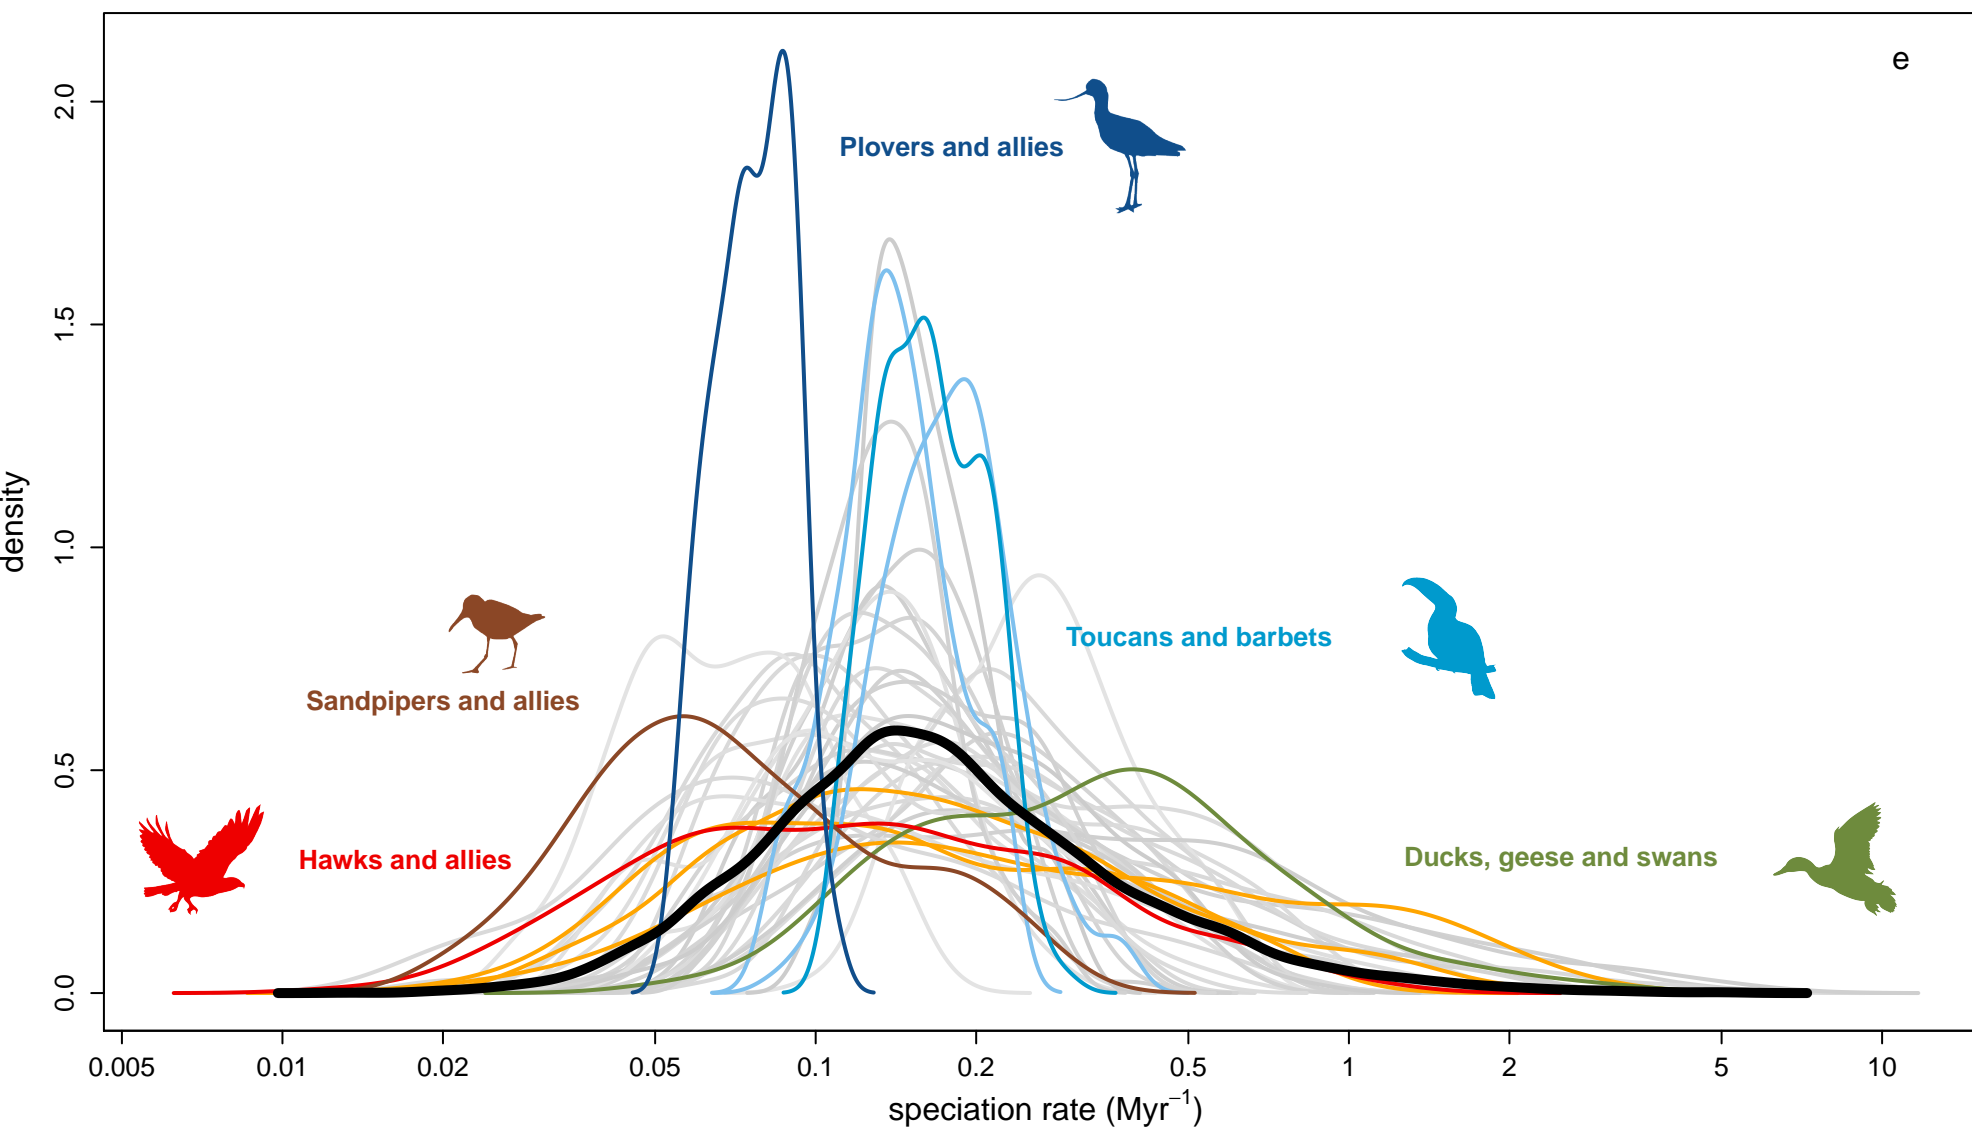 e
2.0
Plovers and allies
1.5
density
1.0
Toucans and barbets
Sandpipers and allies
0.5
Hawks and allies
Ducks, geese and swans
0.0
0.005 0.01 0.02 0.05 0.1 0.2 0.5 1 2 5 10
speciation rate (Myr⁻¹)